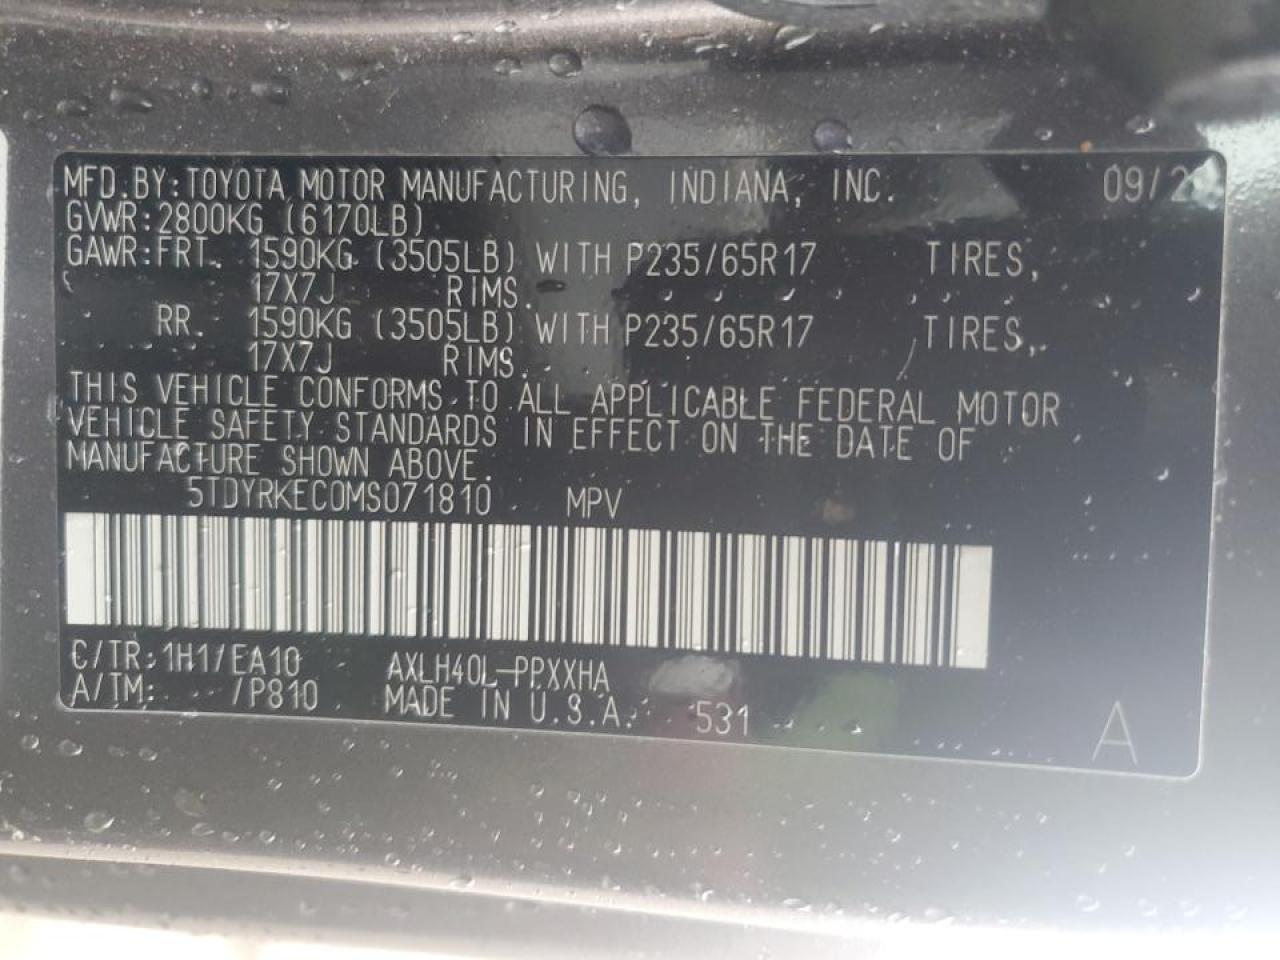 MFD.BY:TOYOTA MOTOR MANUFACTURING, INDIANA, INC.
GVWR:2800KG (6170LB)
GAWR:FRT. 1590KG (3505LB) WITH P235/65R17 TIRES,
17X7J RIMS.
RR. 1590KG (3505LB) WITH P235/65R17 TIRES,
17X7J RIMS.
THIS VEHICLE CONFORMS TO ALL APPLICABLE FEDERAL MOTOR
VEHICLE SAFETY STANDARDS IN EFFECT ON THE DATE OF
MANUFACTURE SHOWN ABOVE.
5TDYRKEC0MS071810 MPV
C/TR:1H1/EA10 AXLH40L-PPXXHA
A/TM: /P810 MADE IN U.S.A. 531
A